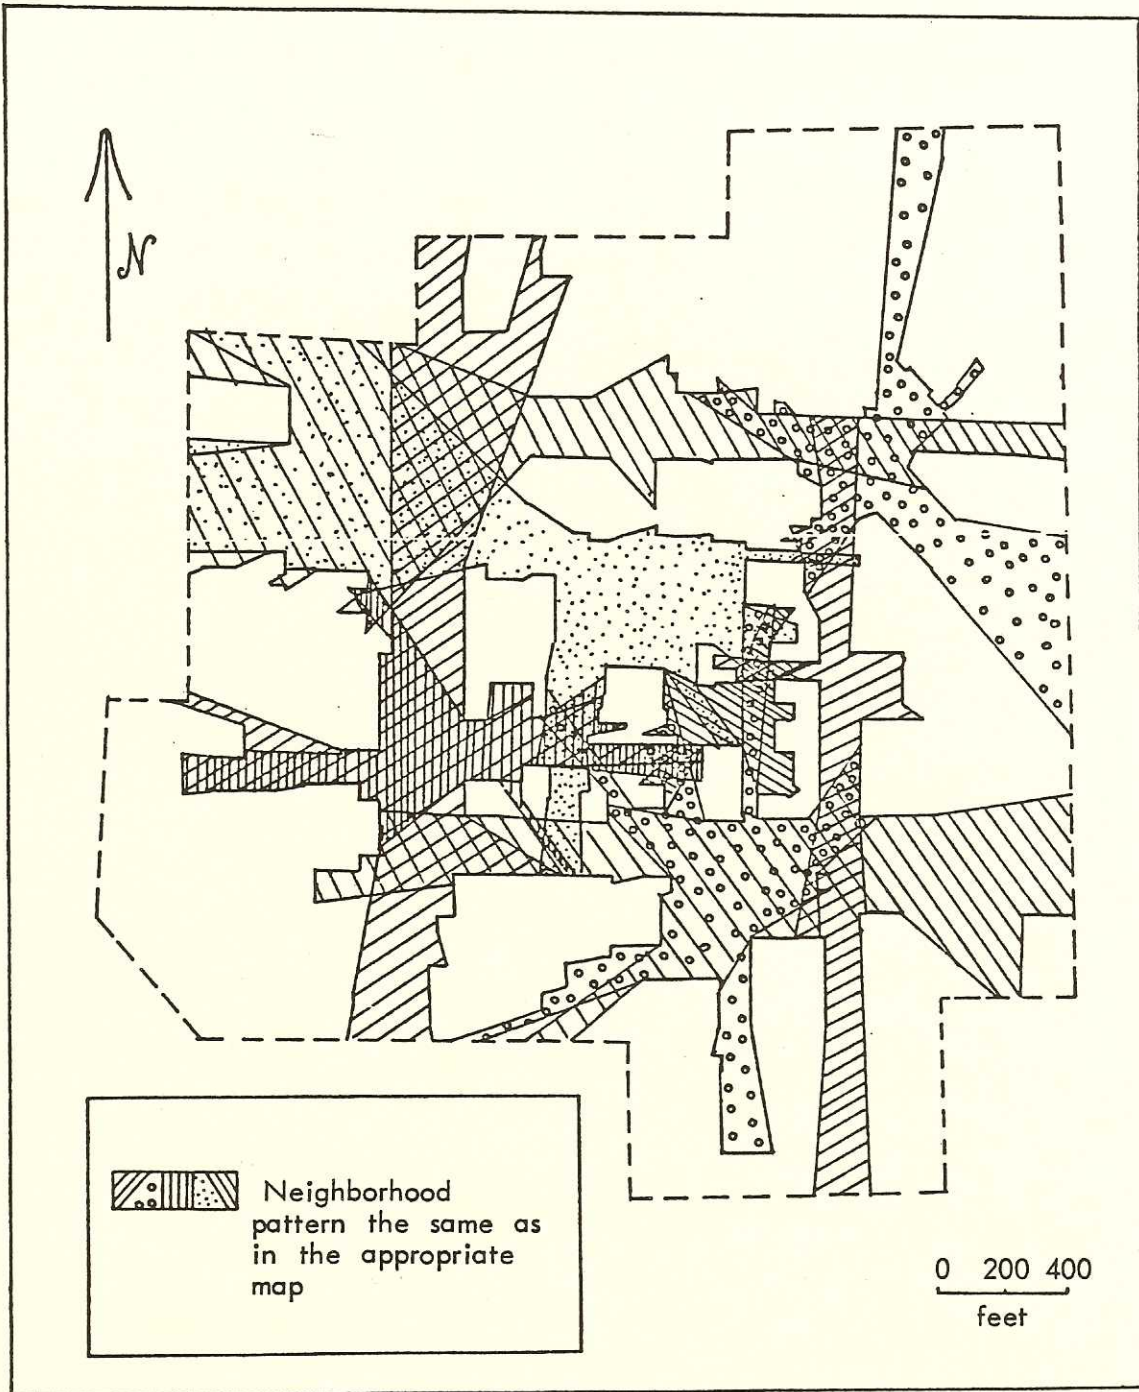 N
Neighborhood
pattern the same as
in the appropriate
map
0 200 400
feet